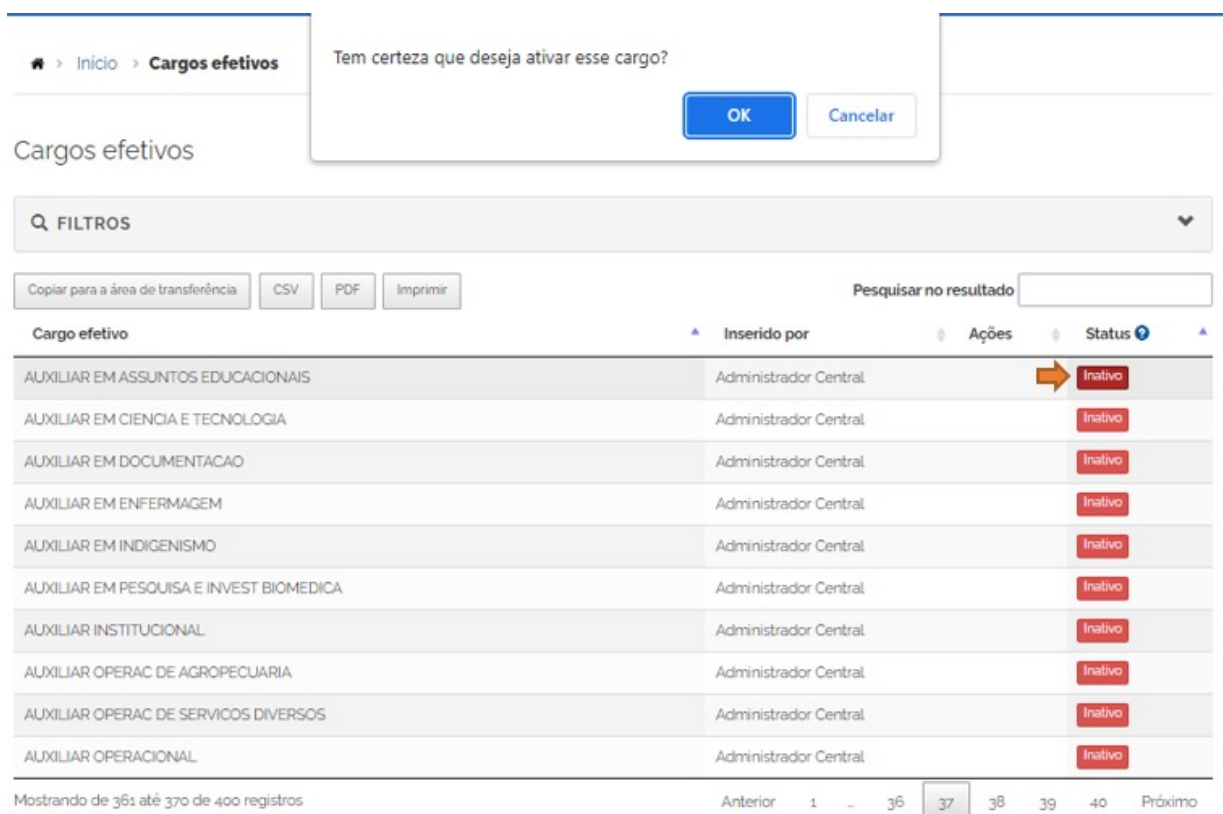 Tem certeza que deseja ativar esse cargo?
OK Cancelar
Início > Cargos efetivos
Cargos efetivos
FILTROS
Copiar para a área de transferência CSV PDF Imprimir Pesquisar no resultado
Cargo efetivo Inserido por Ações Status
AUXILIAR EM ASSUNTOS EDUCACIONAIS Administrador Central Inativo
AUXILIAR EM CIENCIA E TECNOLOGIA Administrador Central Inativo
AUXILIAR EM DOCUMENTACAO Administrador Central Inativo
AUXILIAR EM ENFERMAGEM Administrador Central Inativo
AUXILIAR EM INDIGENISMO Administrador Central Inativo
AUXILIAR EM PESQUISA E INVEST BIOMEDICA Administrador Central Inativo
AUXILIAR INSTITUCIONAL Administrador Central Inativo
AUXILIAR OPERAC DE AGROPECUARIA Administrador Central Inativo
AUXILIAR OPERAC DE SERVICOS DIVERSOS Administrador Central Inativo
AUXILIAR OPERACIONAL Administrador Central Inativo
Mostrando de 361 até 370 de 400 registros Anterior 1 … 36 37 38 39 40 Próximo